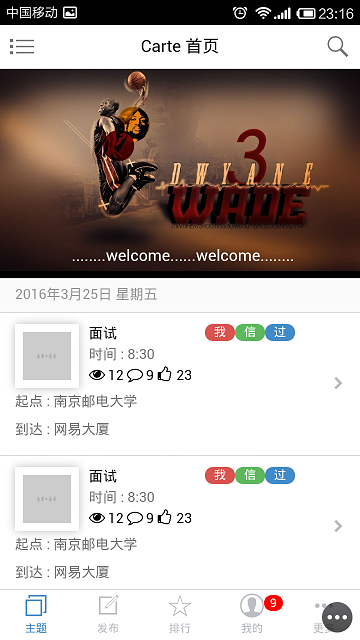 中国移动 23:16
Carte 首页
3
DWYANE
WADE
........welcome......welcome........
2016年3月25日 星期五
面试 我 信 过
时间 : 8:30
12 9 23
起点 : 南京邮电大学
到达 : 网易大厦
面试 我 信 过
时间 : 8:30
12 9 23
起点 : 南京邮电大学
到达 : 网易大厦
主题 发布 排行 我的 9